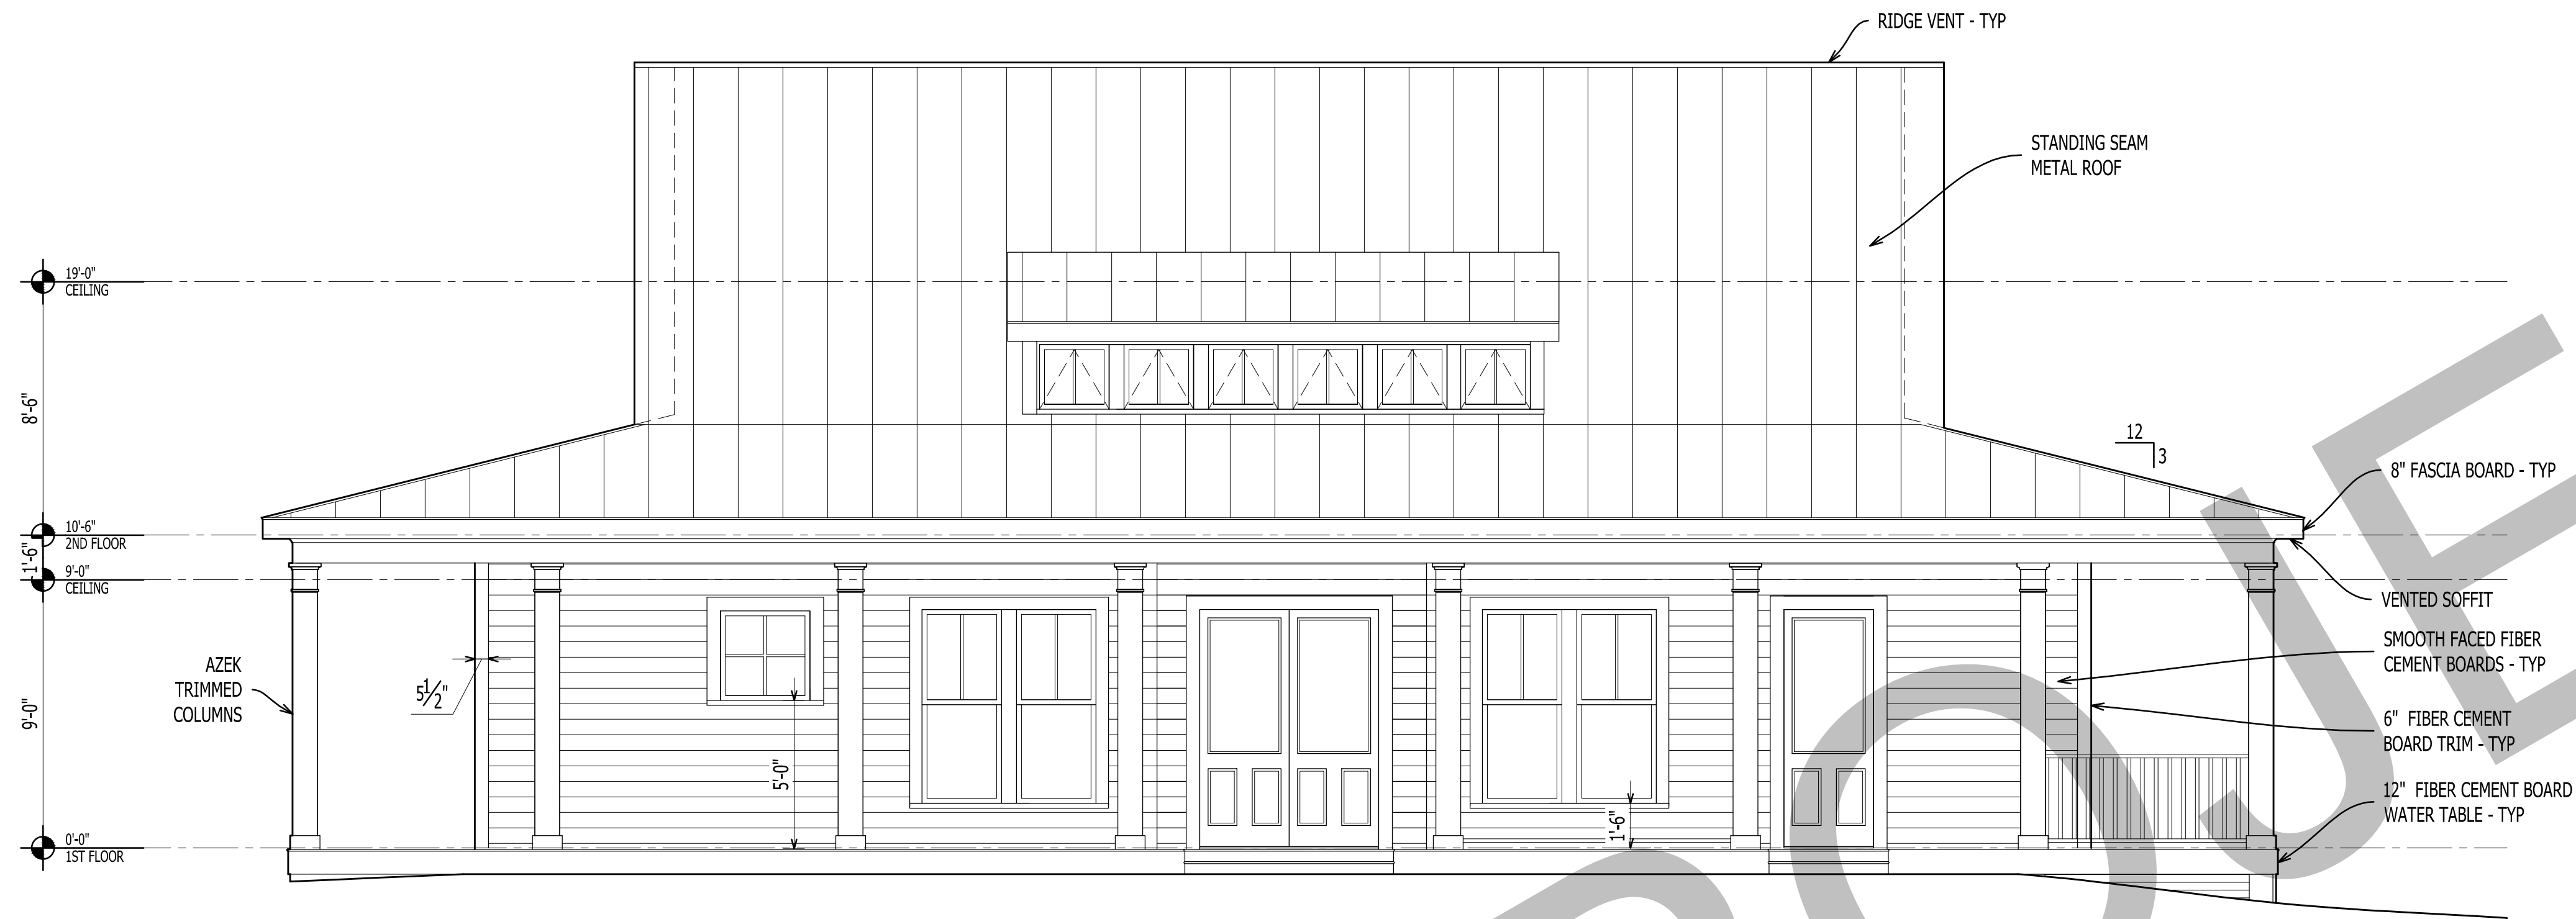 RIDGE VENT - TYP
STANDING SEAM
METAL ROOF
19'-0"
CEILING
8'-6"
12
3
8" FASCIA BOARD - TYP
10'-6"
2ND FLOOR
1'-6"
9'-0"
CEILING
VENTED SOFFIT
SMOOTH FACED FIBER
CEMENT BOARDS - TYP
AZEK
TRIMMED
COLUMNS
5½"
9'-0"
6" FIBER CEMENT
BOARD TRIM - TYP
5'-0"
1'-6"
12" FIBER CEMENT BOARD
WATER TABLE - TYP
0'-0"
1ST FLOOR
OJE